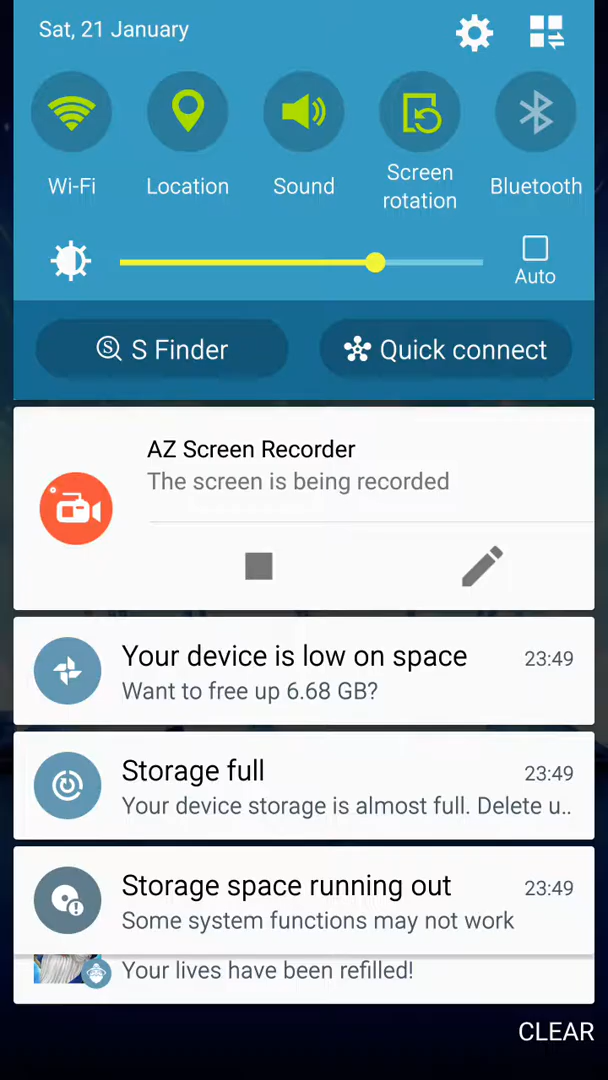 Sat, 21 January
Wi-Fi
Location
Sound
Screen
rotation
Bluetooth
Auto
S Finder
Quick connect
AZ Screen Recorder
The screen is being recorded
Your device is low on space 23:49
Want to free up 6.68 GB?
Storage full 23:49
Your device storage is almost full. Delete u..
Storage space running out 23:49
Some system functions may not work
Your lives have been refilled!
CLEAR